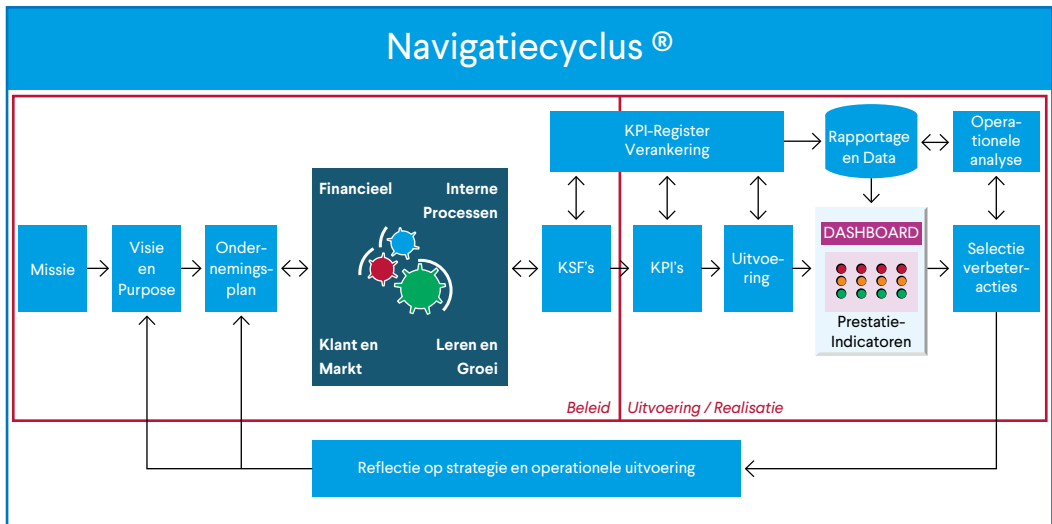 Navigatiecyclus ®
KPI-Register
Verankering
Rapportage
en Data
Opera-
tionele
analyse
Financieel
Interne
Processen
Klant en
Markt
Leren en
Groei
Missie
Visie
en
Purpose
Onder-
nemings-
plan
KSF's
KPI's
Uitvoe-
ring
DASHBOARD
Prestatie-
Indicatoren
Selectie
verbeter-
acties
Beleid
Uitvoering / Realisatie
Reflectie op strategie en operationele uitvoering